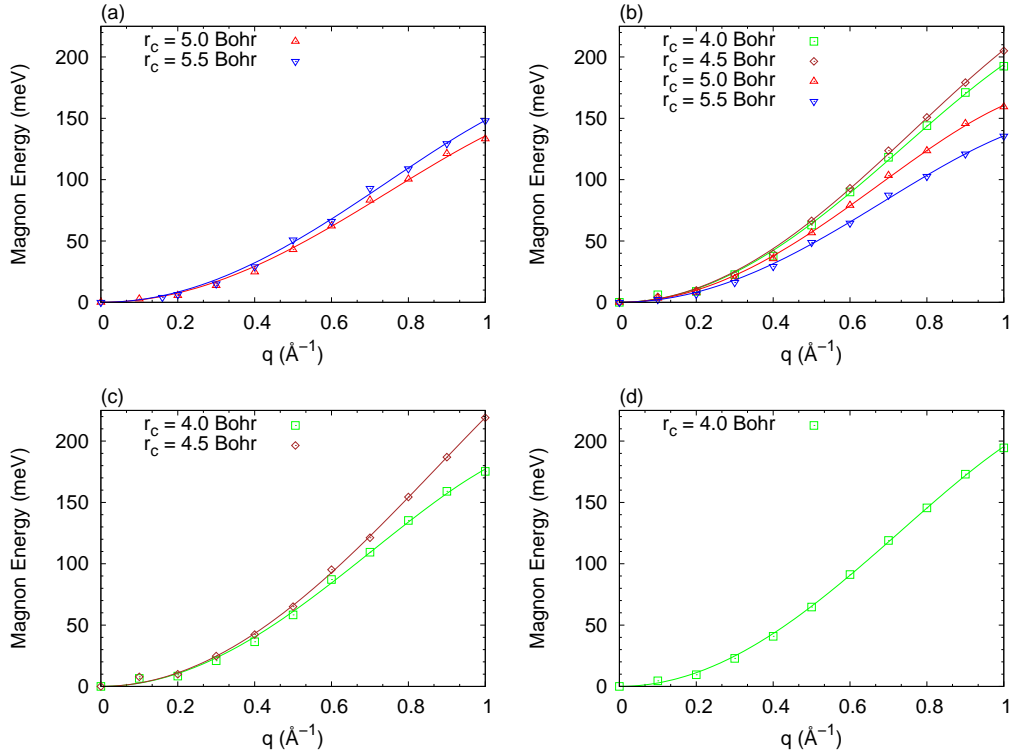 (a)
r_c = 5.0 Bohr
r_c = 5.5 Bohr
Magnon Energy (meV)
200
150
100
50
0
0 0.2 0.4 0.6 0.8 1
q (Å⁻¹)
(b)
r_c = 4.0 Bohr
r_c = 4.5 Bohr
r_c = 5.0 Bohr
r_c = 5.5 Bohr
Magnon Energy (meV)
200
150
100
50
0
0 0.2 0.4 0.6 0.8 1
q (Å⁻¹)
(c)
r_c = 4.0 Bohr
r_c = 4.5 Bohr
Magnon Energy (meV)
200
150
100
50
0
0 0.2 0.4 0.6 0.8 1
q (Å⁻¹)
(d)
r_c = 4.0 Bohr
Magnon Energy (meV)
200
150
100
50
0
0 0.2 0.4 0.6 0.8 1
q (Å⁻¹)